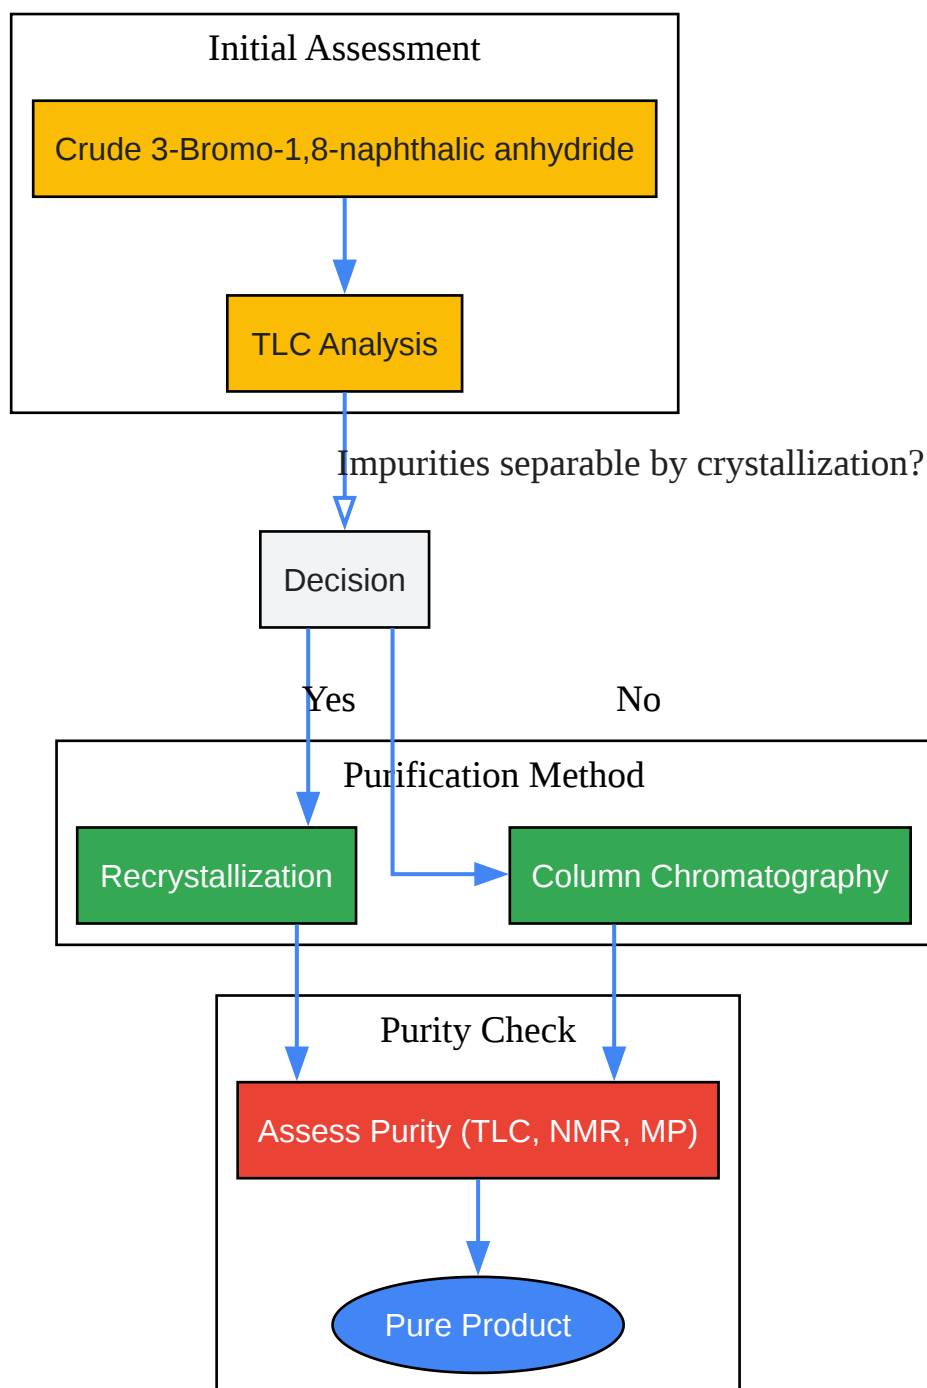 Initial Assessment
Crude 3-Bromo-1,8-naphthalic anhydride
TLC Analysis
Impurities separable by crystallization?
Decision
Yes
No
Purification Method
Recrystallization
Column Chromatography
Purity Check
Assess Purity (TLC, NMR, MP)
Pure Product